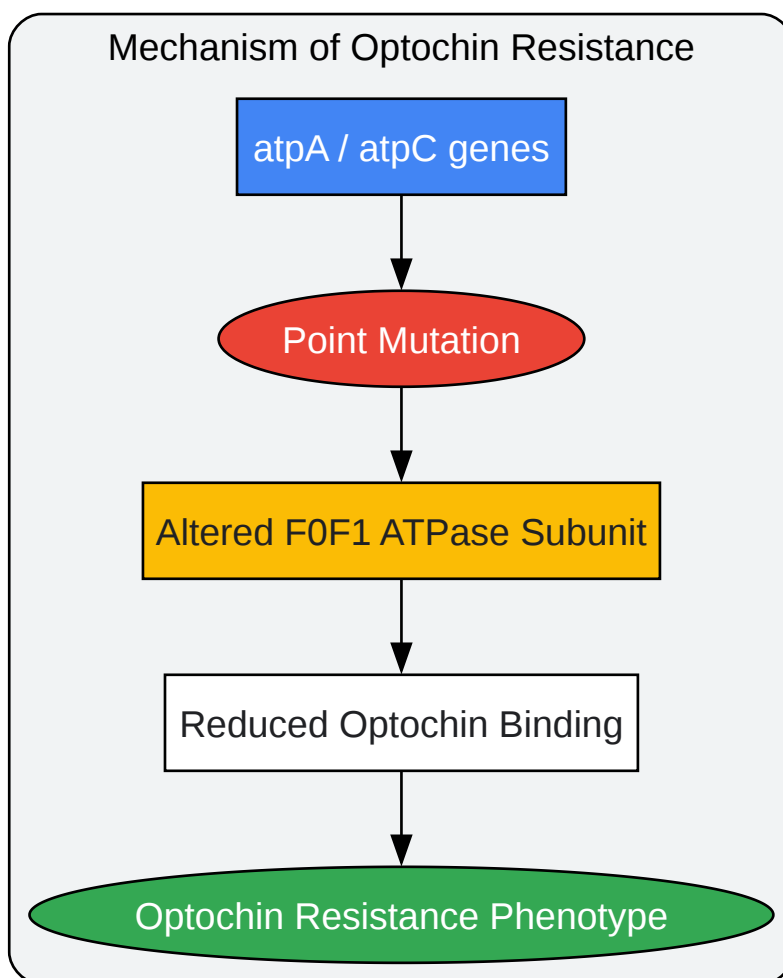 Mechanism of Optochin Resistance
atpA / atpC genes
Point Mutation
Altered F0F1 ATPase Subunit
Reduced Optochin Binding
Optochin Resistance Phenotype